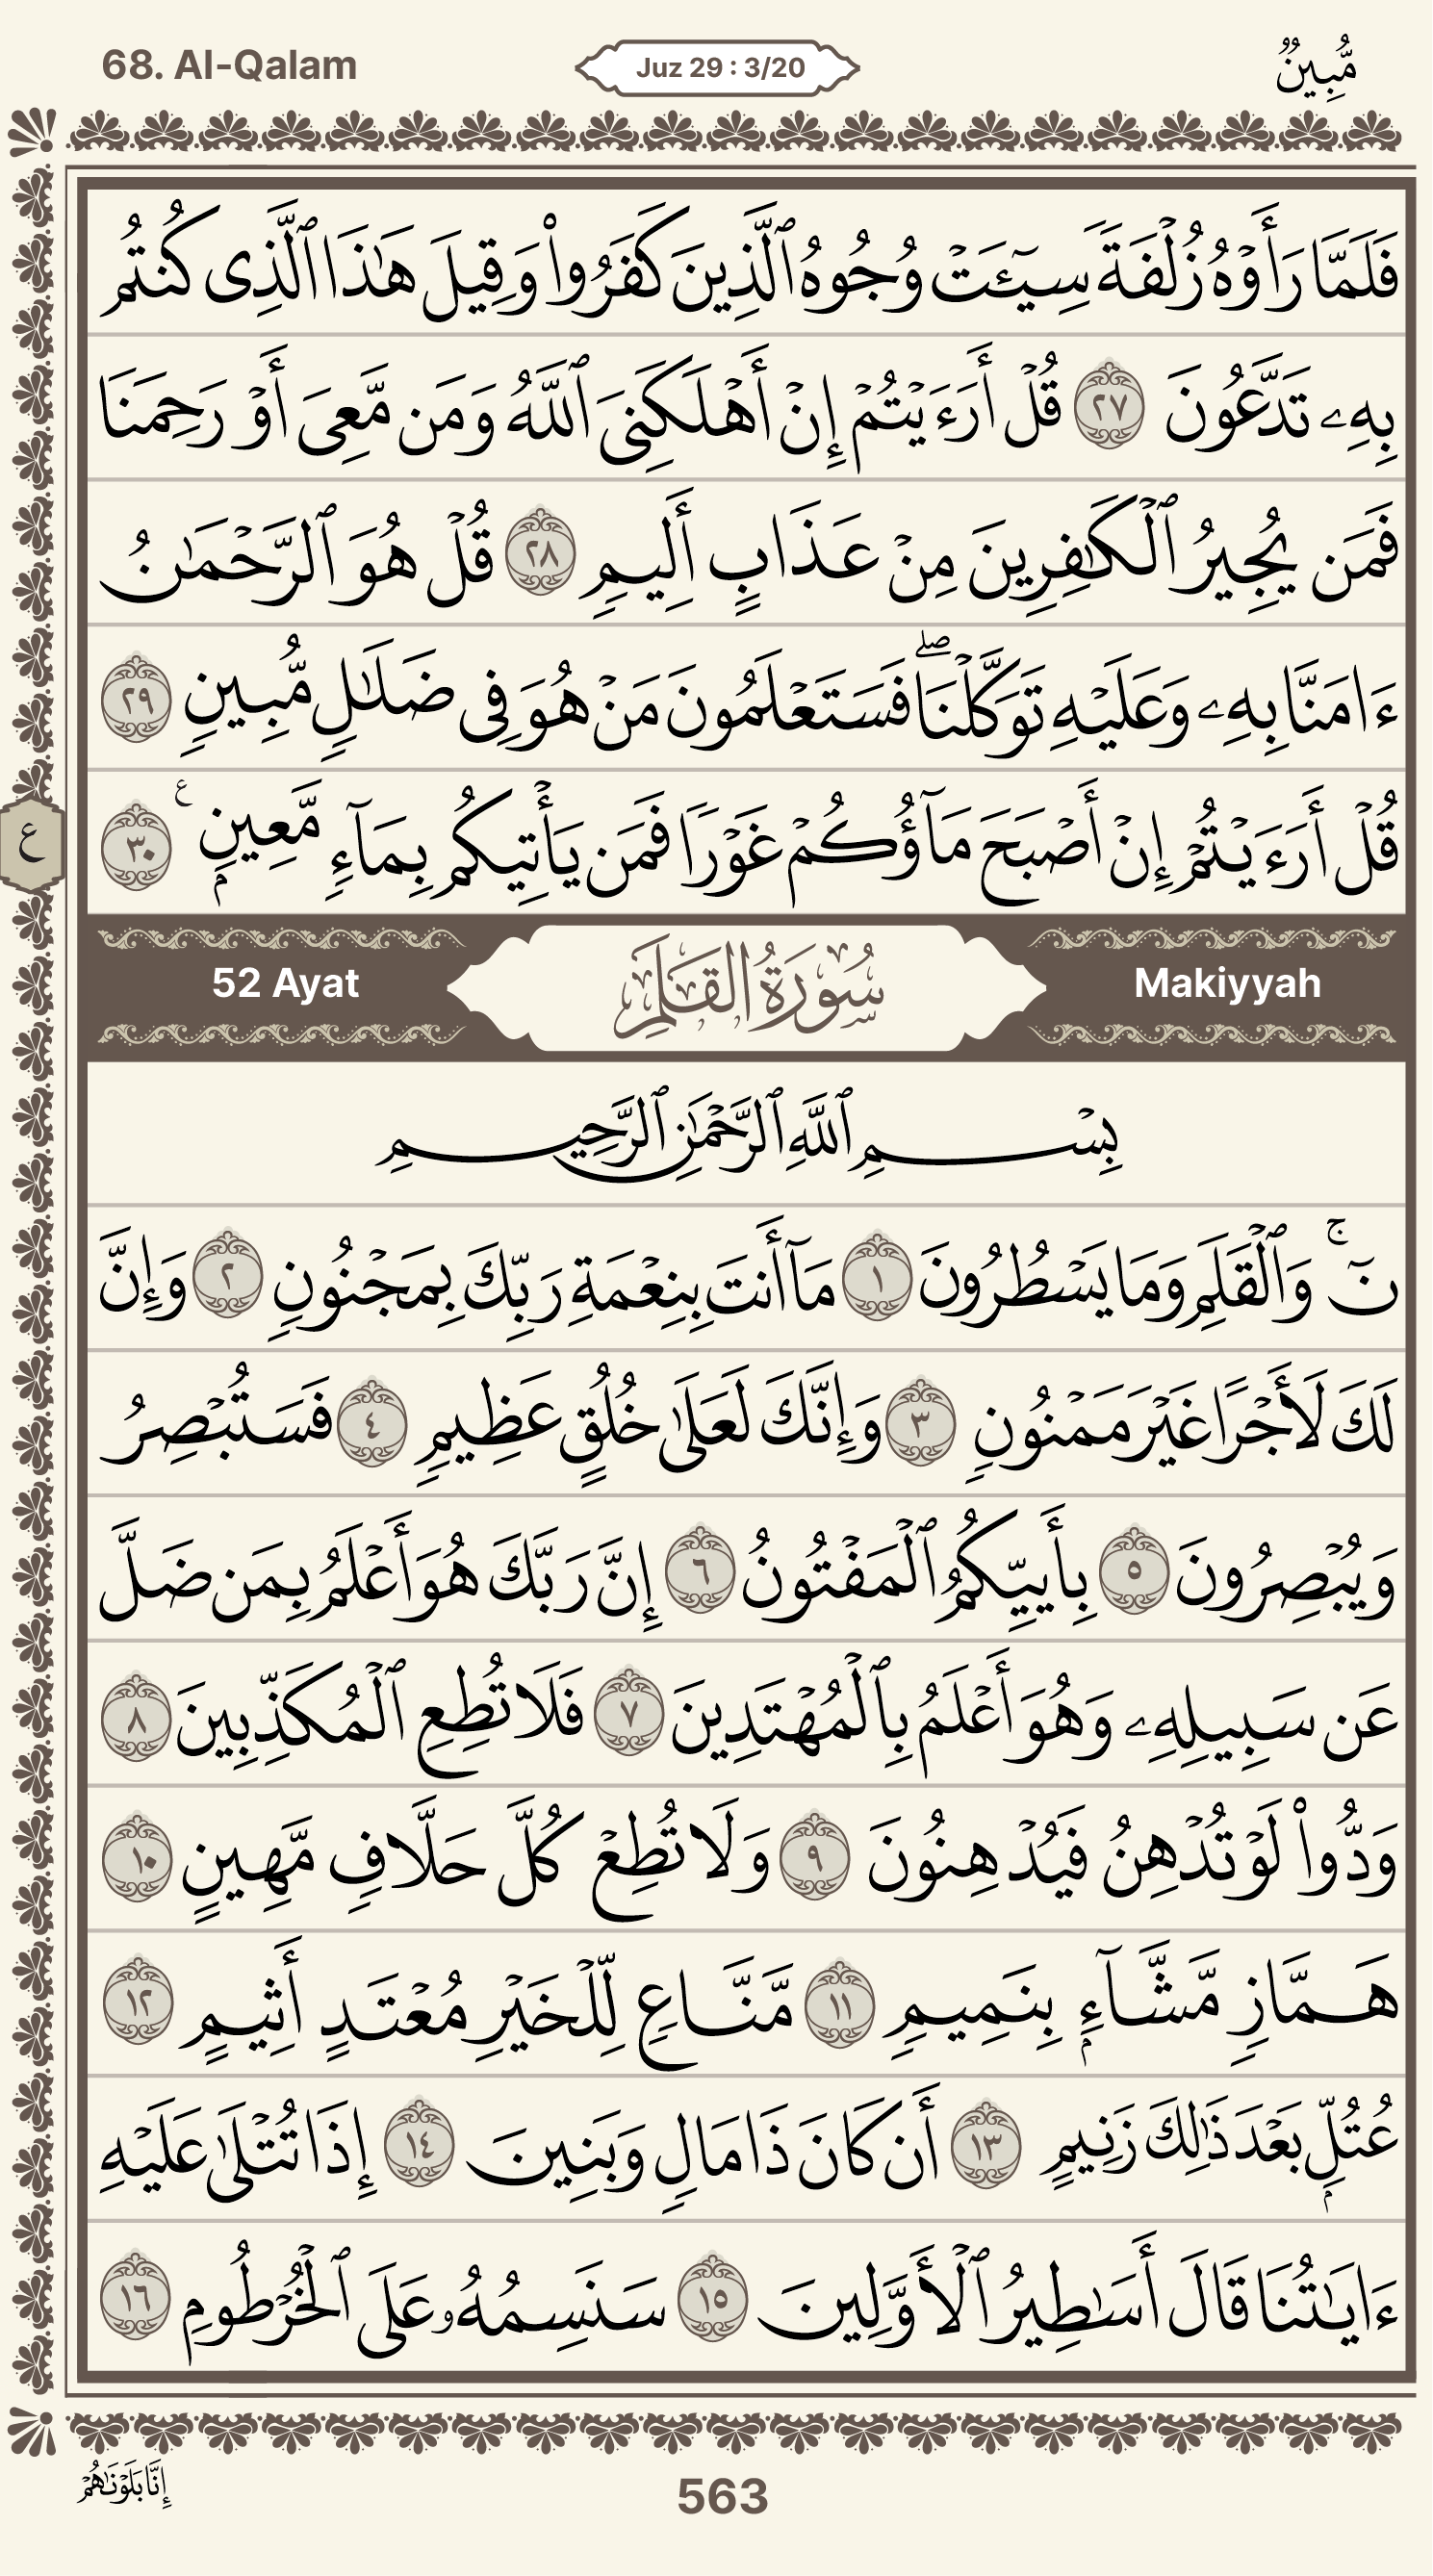 68. Al-Qalam
Juz 29 : 3/20
مُّبِينٌ
فَلَمَّا رَأَوْهُ زُلْفَةً سِيٓـَٔتْ وُجُوهُ ٱلَّذِينَ كَفَرُوا۟ وَقِيلَ هَٰذَا ٱلَّذِى كُنتُم
بِهِۦ تَدَّعُونَ ٢٧ قُلْ أَرَءَيْتُمْ إِنْ أَهْلَكَنِىَ ٱللَّهُ وَمَن مَّعِىَ أَوْ رَحِمَنَا
فَمَن يُجِيرُ ٱلْكَٰفِرِينَ مِنْ عَذَابٍ أَلِيمٍ ٢٨ قُلْ هُوَ ٱلرَّحْمَٰنُ
ءَامَنَّا بِهِۦ وَعَلَيْهِ تَوَكَّلْنَا ۖ فَسَتَعْلَمُونَ مَنْ هُوَ فِى ضَلَٰلٍ مُّبِينٍ ٢٩
قُلْ أَرَءَيْتُمْ إِنْ أَصْبَحَ مَآؤُكُمْ غَوْرًا فَمَن يَأْتِيكُم بِمَآءٍ مَّعِينٍۭ ع ٣٠
ع
52 Ayat
سُورَةُ القَلَمِ
Makiyyah
بِسْمِ ٱللَّهِ ٱلرَّحْمَٰنِ ٱلرَّحِيمِ
نٓ ۚ وَٱلْقَلَمِ وَمَا يَسْطُرُونَ ١ مَآ أَنتَ بِنِعْمَةِ رَبِّكَ بِمَجْنُونٍ ٢ وَإِنَّ
لَكَ لَأَجْرًا غَيْرَ مَمْنُونٍ ٣ وَإِنَّكَ لَعَلَىٰ خُلُقٍ عَظِيمٍ ٤ فَسَتُبْصِرُ
وَيُبْصِرُونَ ٥ بِأَييِّكُمُ ٱلْمَفْتُونُ ٦ إِنَّ رَبَّكَ هُوَ أَعْلَمُ بِمَن ضَلَّ
عَن سَبِيلِهِۦ وَهُوَ أَعْلَمُ بِٱلْمُهْتَدِينَ ٧ فَلَا تُطِعِ ٱلْمُكَذِّبِينَ ٨
وَدُّوا۟ لَوْ تُدْهِنُ فَيُدْهِنُونَ ٩ وَلَا تُطِعْ كُلَّ حَلَّافٍ مَّهِينٍ ١٠
هَمَّازٍ مَّشَّآءٍۭ بِنَمِيمٍ ١١ مَّنَّاعٍ لِّلْخَيْرِ مُعْتَدٍ أَثِيمٍ ١٢
عُتُلٍّۭ بَعْدَ ذَٰلِكَ زَنِيمٍ ١٣ أَن كَانَ ذَا مَالٍ وَبَنِينَ ١٤ إِذَا تُتْلَىٰ عَلَيْهِ
ءَايَٰتُنَا قَالَ أَسَٰطِيرُ ٱلْأَوَّلِينَ ١٥ سَنَسِمُهُۥ عَلَى ٱلْخُرْطُومِ ١٦
إِنَّا بَلَوْنَٰهُمْ
563